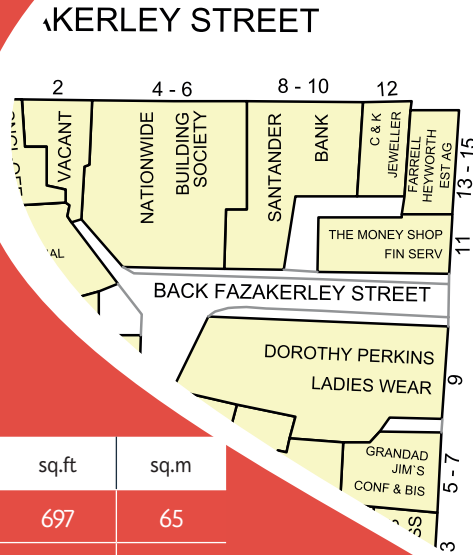 AKERLEY STREET
2
4 - 6
8 - 10
12
VACANT
NATIONWIDE
BUILDING
SOCIETY
SANTANDER
BANK
C & K
JEWELLER
FARRELL
HEYWORTH
EST AG
13 - 15
THE MONEY SHOP
FIN SERV
11
BACK FAZAKERLEY STREET
DOROTHY PERKINS
LADIES WEAR
9
GRANDAD
JIM`S
CONF & BIS
5 - 7
3
sq.ft sq.m
697 65